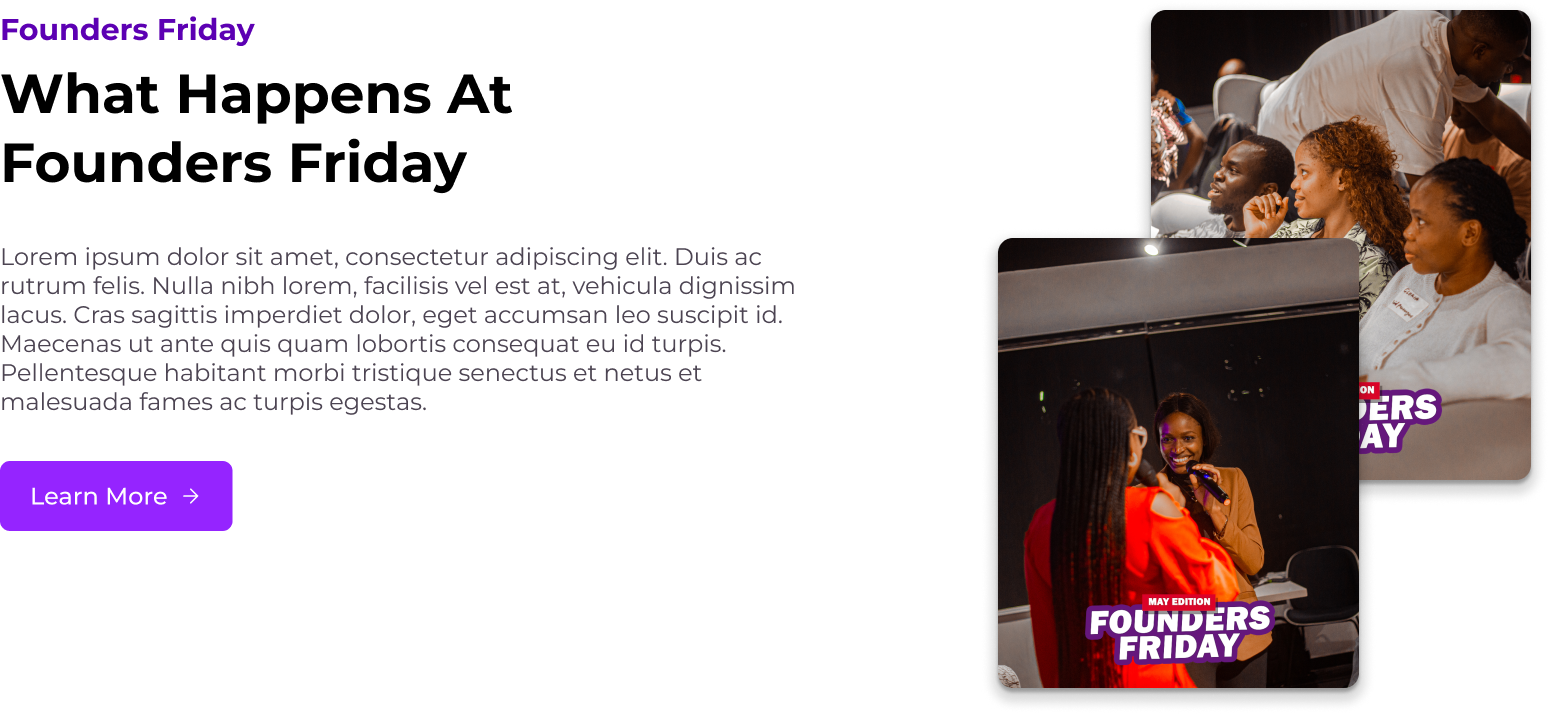 Founders Friday
What Happens At
Founders Friday
Lorem ipsum dolor sit amet, consectetur adipiscing elit. Duis ac
rutrum felis. Nulla nibh lorem, facilisis vel est at, vehicula dignissim
lacus. Cras sagittis imperdiet dolor, eget accumsan leo suscipit id.
Maecenas ut ante quis quam lobortis consequat eu id turpis.
Pellentesque habitant morbi tristique senectus et netus et
malesuada fames ac turpis egestas.
Learn More →
ON
DERS
AY
MAY EDITION
FOUNDERS
FRIDAY